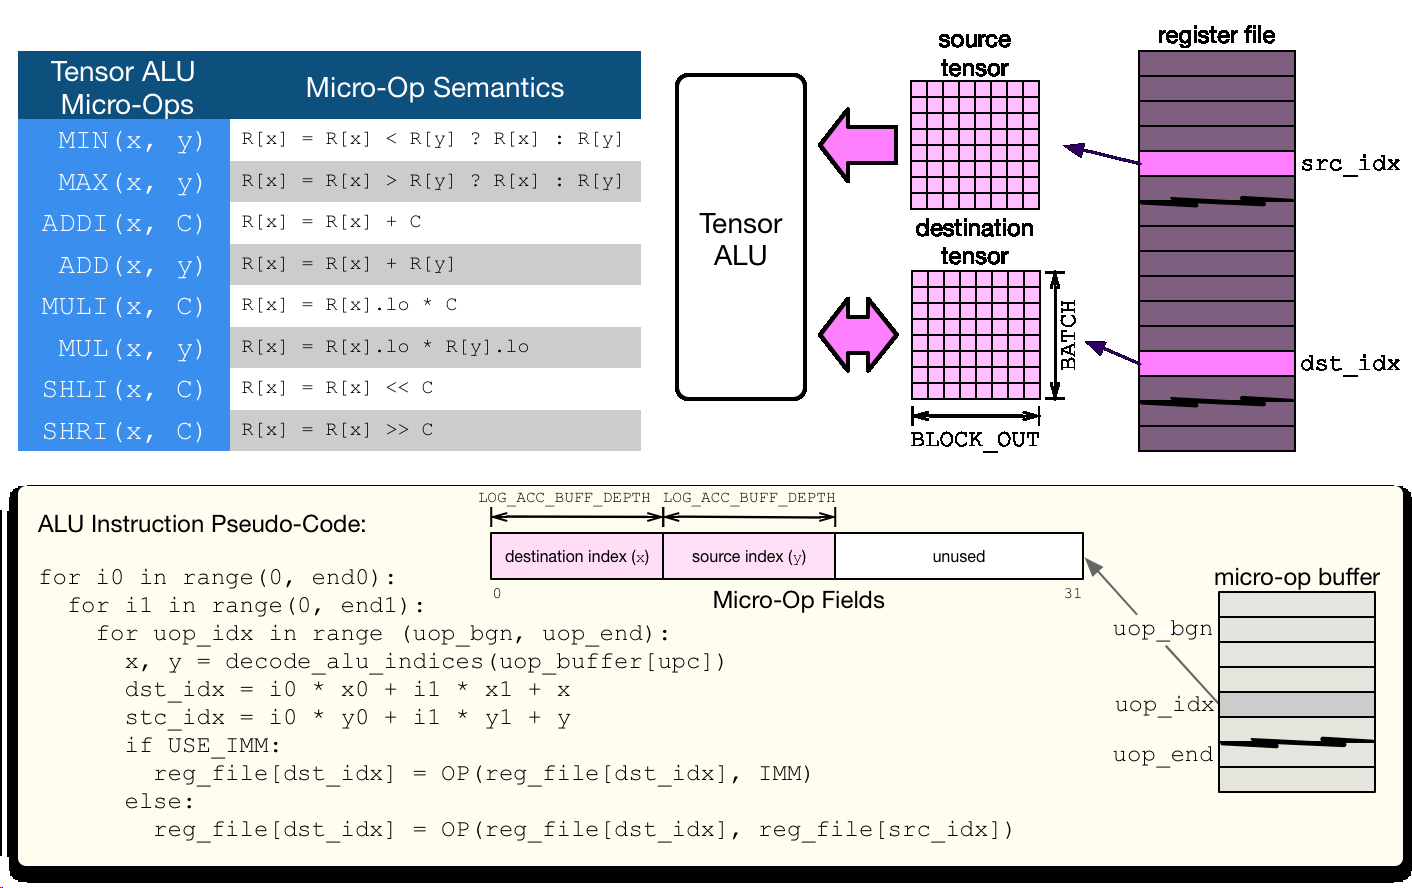 Tensor ALU
Micro-Ops
Micro-Op Semantics
MIN(x, y)
R[x] = R[x] < R[y] ? R[x] : R[y]
MAX(x, y)
R[x] = R[x] > R[y] ? R[x] : R[y]
ADDI(x, C)
R[x] = R[x] + C
ADD(x, y)
R[x] = R[x] + R[y]
MULI(x, C)
R[x] = R[x].lo * C
MUL(x, y)
R[x] = R[x].lo * R[y].lo
SHLI(x, C)
R[x] = R[x] << C
SHRI(x, C)
R[x] = R[x] >> C
Tensor
ALU
source
tensor
destination
tensor
BATCH
BLOCK_OUT
register file
src_idx
dst_idx
ALU Instruction Pseudo-Code:
for i0 in range(0, end0):
for i1 in range(0, end1):
for uop_idx in range (uop_bgn, uop_end):
x, y = decode_alu_indices(uop_buffer[upc])
dst_idx = i0 * x0 + i1 * x1 + x
stc_idx = i0 * y0 + i1 * y1 + y
if USE_IMM:
reg_file[dst_idx] = OP(reg_file[dst_idx], IMM)
else:
reg_file[dst_idx] = OP(reg_file[dst_idx], reg_file[src_idx])
LOG_ACC_BUFF_DEPTH LOG_ACC_BUFF_DEPTH
destination index (x) source index (y) unused
0 31
Micro-Op Fields
micro-op buffer
uop_bgn
uop_idx
uop_end